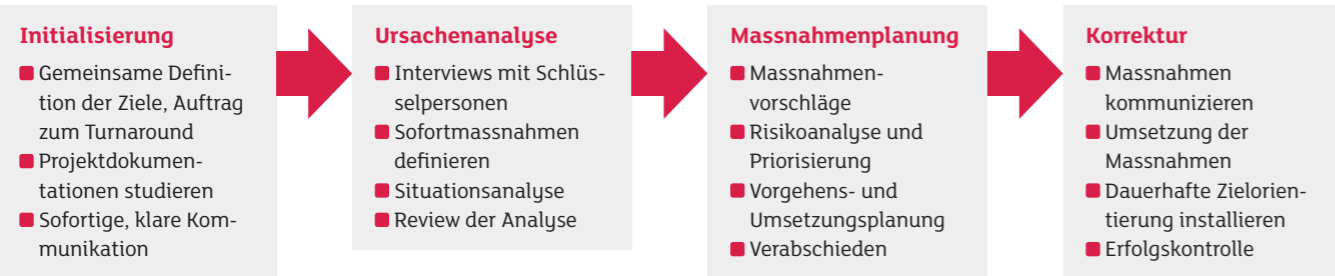 Initialisierung
Gemeinsame Defini-
tion der Ziele, Auftrag
zum Turnaround
Projektdokumen-
tationen studieren
Sofortige, klare Kom-
munikation
Ursachenanalyse
Interviews mit Schlüs-
selpersonen
Sofortmassnahmen
definieren
Situationsanalyse
Review der Analyse
Massnahmenplanung
Massnahmen-
vorschläge
Risikoanalyse und
Priorisierung
Vorgehens- und
Umsetzungsplanung
Verabschieden
Korrektur
Massnahmen
kommunizieren
Umsetzung der
Massnahmen
Dauerhafte Zielorien-
tierung installieren
Erfolgskontrolle